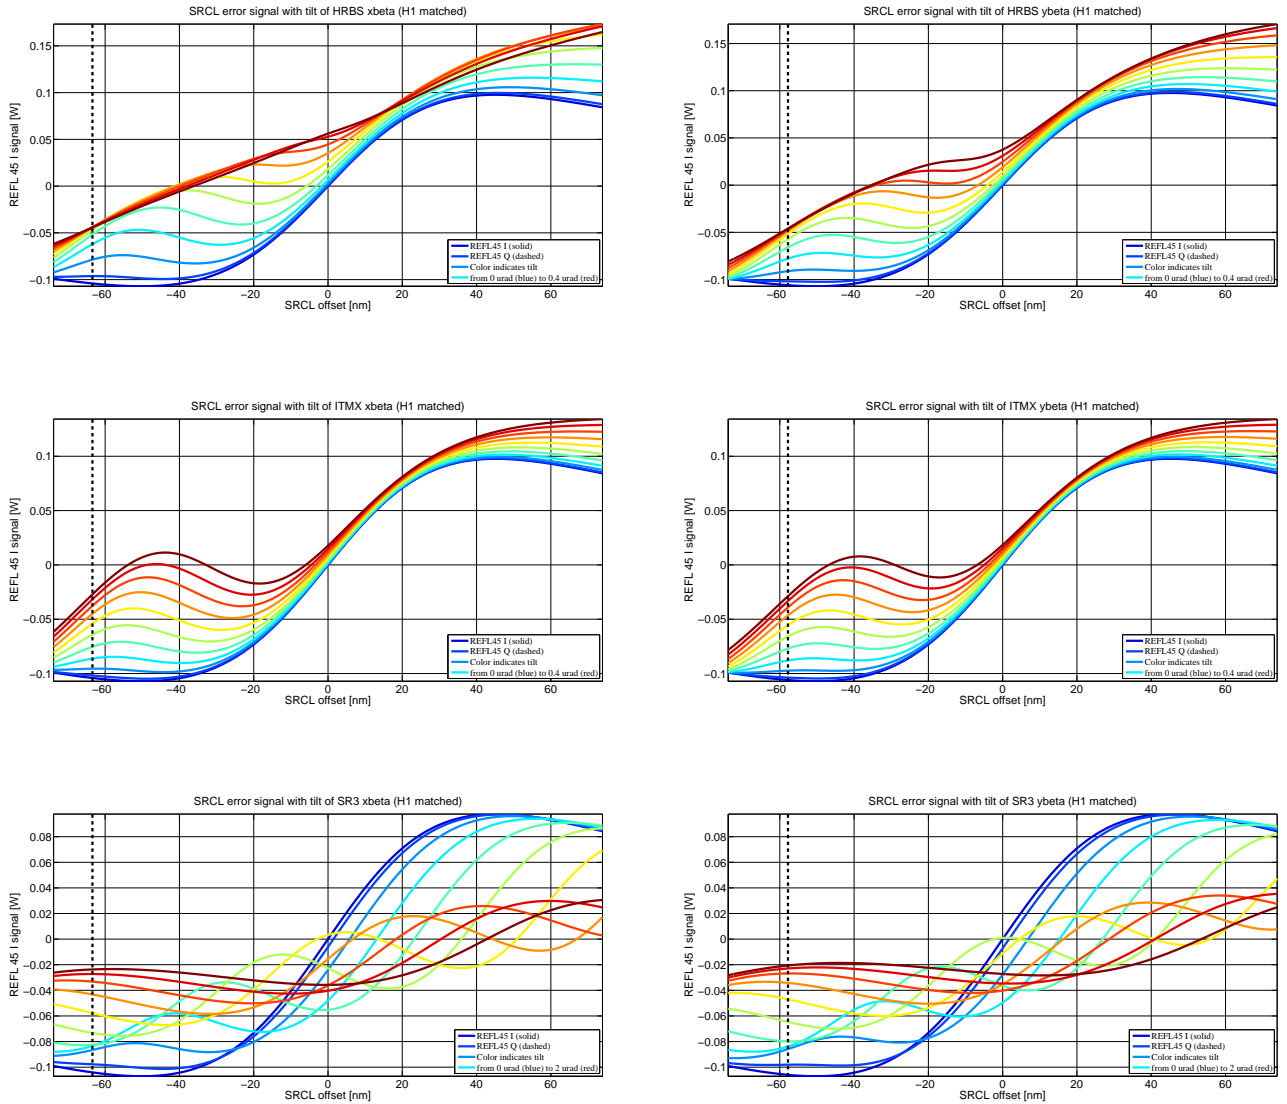 SRCL error signal with tilt of HRBS xbeta (H1 matched)
REFL 45 I signal [W]
0.15
0.1
0.05
0
−0.05
−0.1
−60
−40
−20
0
20
40
60
SRCL offset [nm]
REFL45 I (solid)
REFL45 Q (dashed)
Color indicates tilt
from 0 urad (blue) to 0.4 urad (red)
SRCL error signal with tilt of HRBS ybeta (H1 matched)
REFL 45 I signal [W]
0.15
0.1
0.05
0
−0.05
−0.1
−60
−40
−20
0
20
40
60
SRCL offset [nm]
REFL45 I (solid)
REFL45 Q (dashed)
Color indicates tilt
from 0 urad (blue) to 0.4 urad (red)
SRCL error signal with tilt of ITMX xbeta (H1 matched)
REFL 45 I signal [W]
0.1
0.05
0
−0.05
−0.1
−60
−40
−20
0
20
40
60
SRCL offset [nm]
REFL45 I (solid)
REFL45 Q (dashed)
Color indicates tilt
from 0 urad (blue) to 0.4 urad (red)
SRCL error signal with tilt of ITMX ybeta (H1 matched)
REFL 45 I signal [W]
0.1
0.05
0
−0.05
−0.1
−60
−40
−20
0
20
40
60
SRCL offset [nm]
REFL45 I (solid)
REFL45 Q (dashed)
Color indicates tilt
from 0 urad (blue) to 0.4 urad (red)
SRCL error signal with tilt of SR3 xbeta (H1 matched)
REFL 45 I signal [W]
0.08
0.06
0.04
0.02
0
−0.02
−0.04
−0.06
−0.08
−0.1
−60
−40
−20
0
20
40
60
SRCL offset [nm]
REFL45 I (solid)
REFL45 Q (dashed)
Color indicates tilt
from 0 urad (blue) to 2 urad (red)
SRCL error signal with tilt of SR3 ybeta (H1 matched)
REFL 45 I signal [W]
0.08
0.06
0.04
0.02
0
−0.02
−0.04
−0.06
−0.08
−0.1
−60
−40
−20
0
20
40
60
SRCL offset [nm]
REFL45 I (solid)
REFL45 Q (dashed)
Color indicates tilt
from 0 urad (blue) to 2 urad (red)